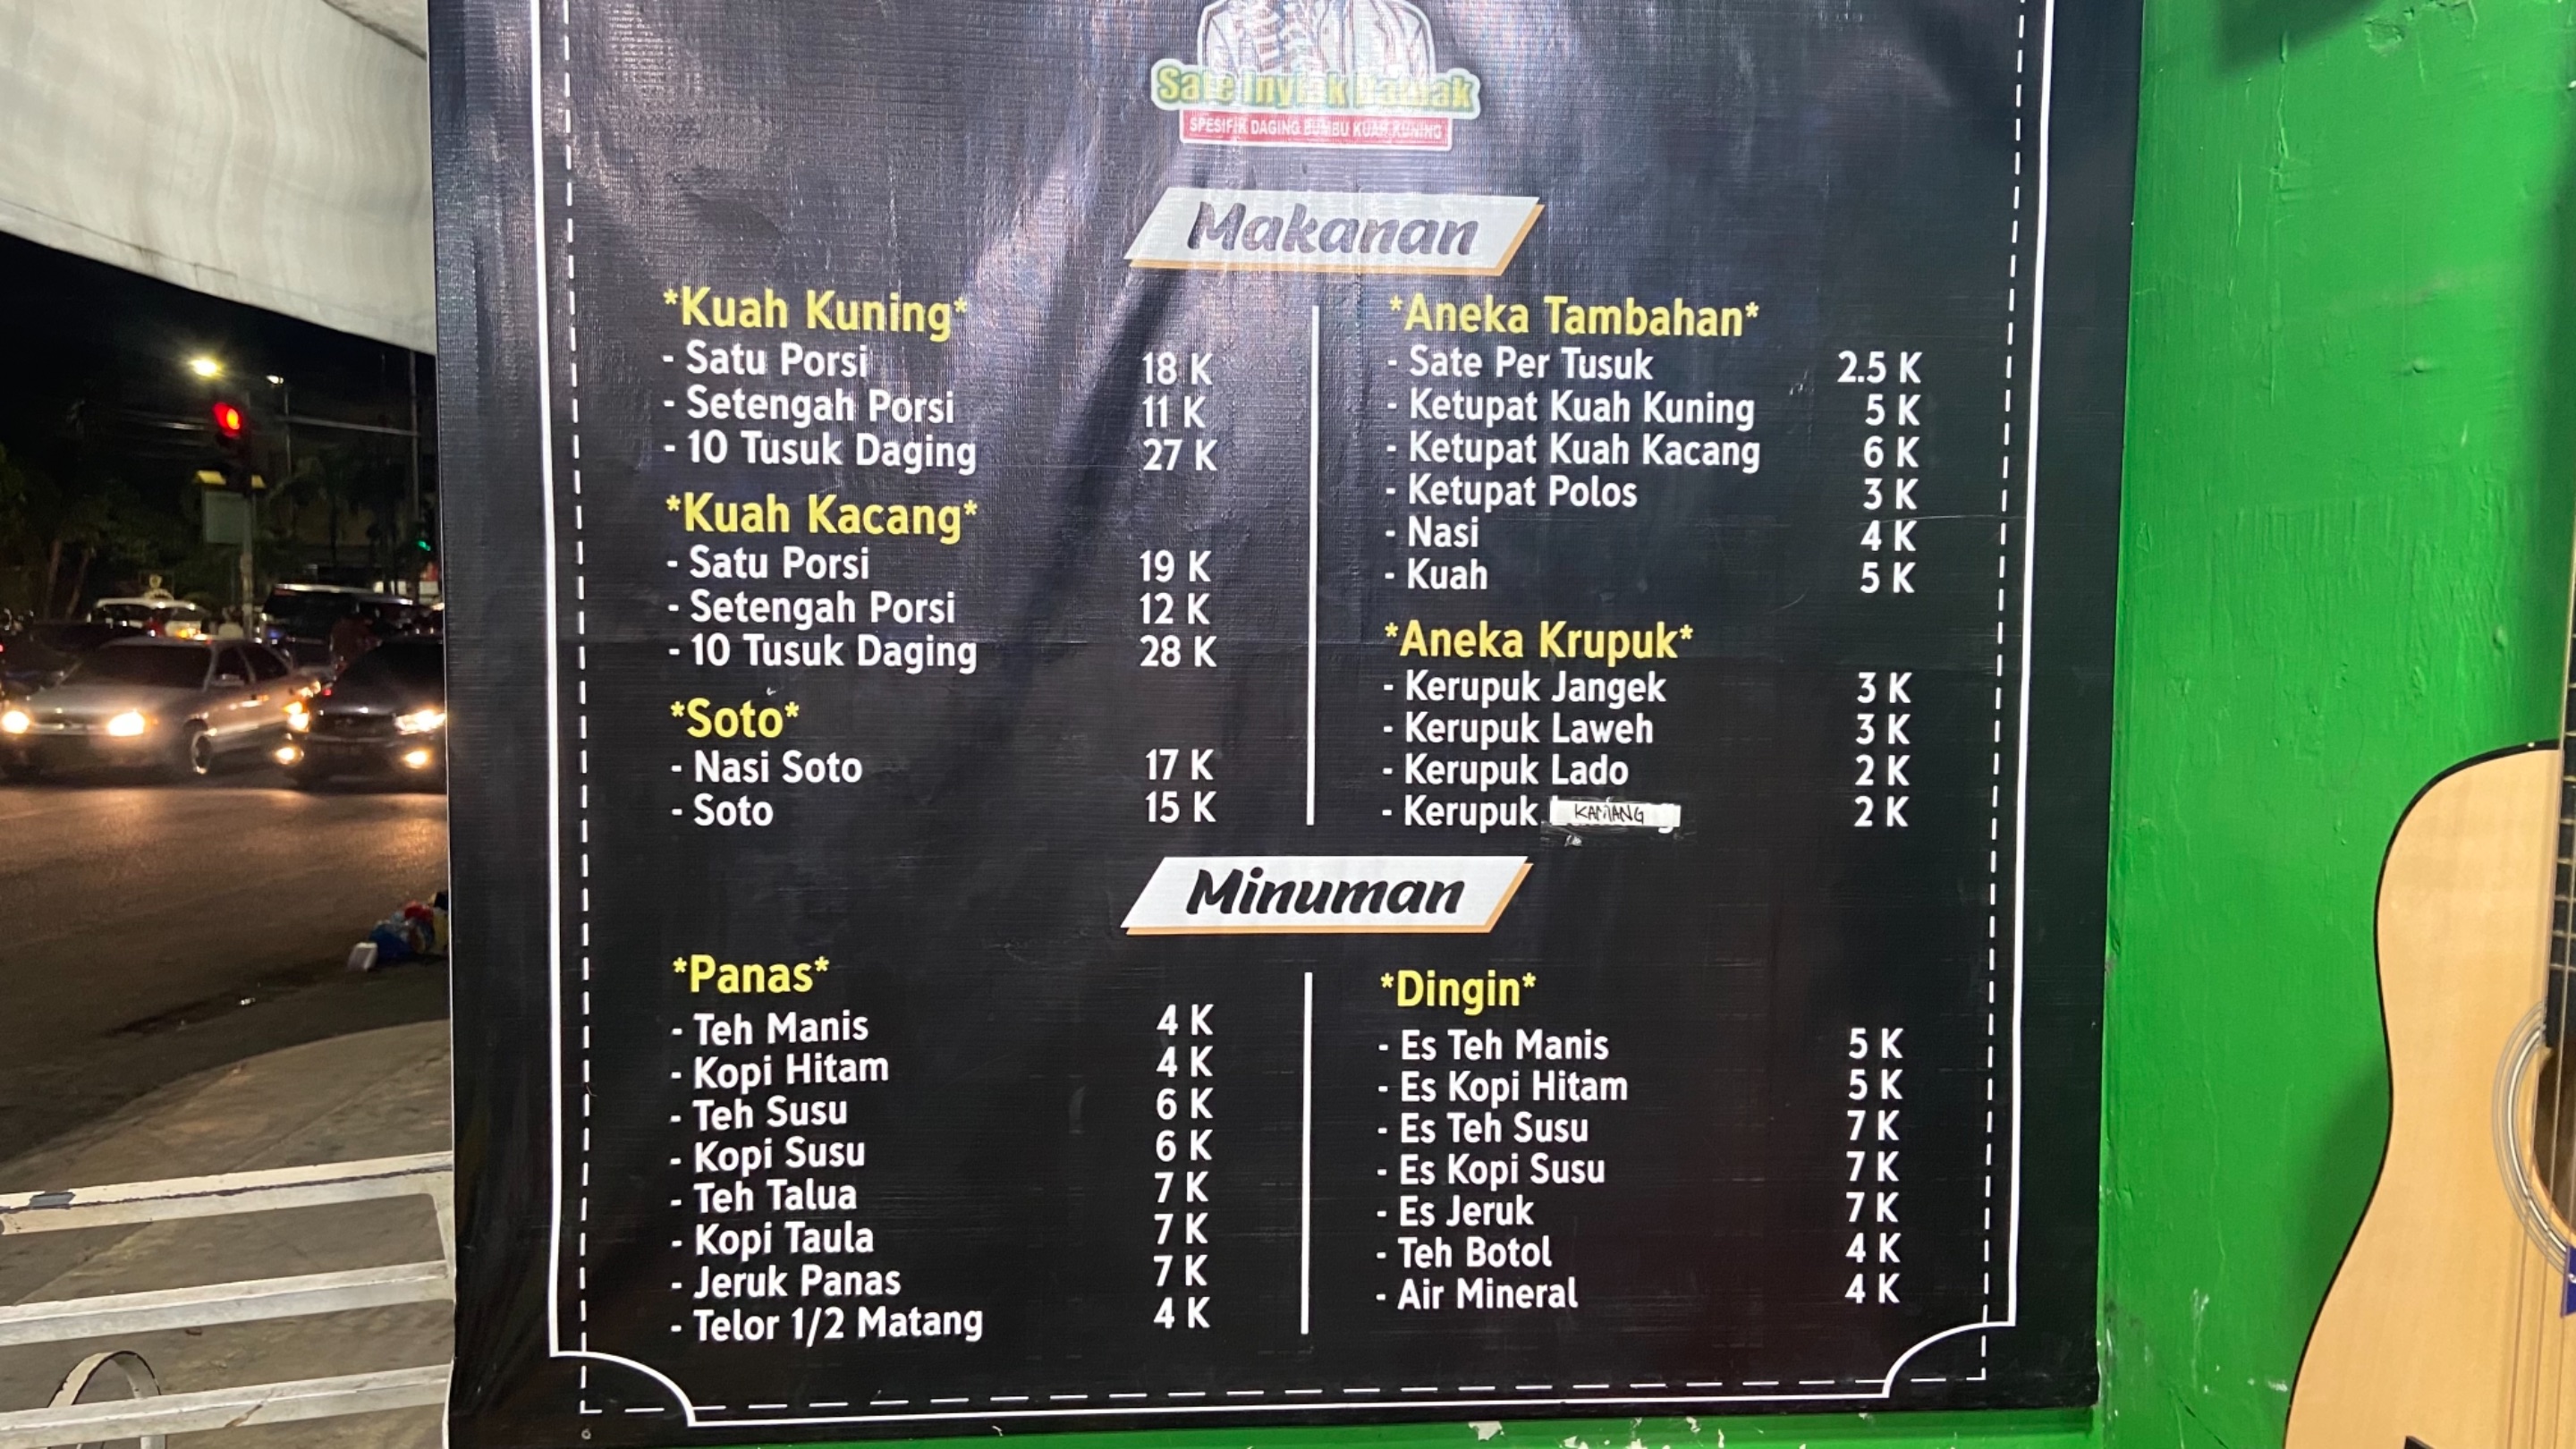 Sate Inyiak
SPESIFIK DAGING BUMBU KUAH KUNING
Makanan
*Kuah Kuning*
- Satu Porsi 18 K
- Setengah Porsi 11 K
- 10 Tusuk Daging 27 K
*Kuah Kacang*
- Satu Porsi 19 K
- Setengah Porsi 12 K
- 10 Tusuk Daging 28 K
*Soto*
- Nasi Soto 17 K
- Soto 15 K
*Aneka Tambahan*
- Sate Per Tusuk 2.5 K
- Ketupat Kuah Kuning 5 K
- Ketupat Kuah Kacang 6 K
- Ketupat Polos 3 K
- Nasi 4 K
- Kuah 5 K
*Aneka Krupuk*
- Kerupuk Jangek 3 K
- Kerupuk Laweh 3 K
- Kerupuk Lado 2 K
- Kerupuk KAMANG 2 K
Minuman
*Panas*
- Teh Manis 4 K
- Kopi Hitam 4 K
- Teh Susu 6 K
- Kopi Susu 6 K
- Teh Talua 7 K
- Kopi Taula 7 K
- Jeruk Panas 7 K
- Telor 1/2 Matang 4 K
*Dingin*
- Es Teh Manis 5 K
- Es Kopi Hitam 5 K
- Es Teh Susu 7 K
- Es Kopi Susu 7 K
- Es Jeruk 7 K
- Teh Botol 4 K
- Air Mineral 4 K